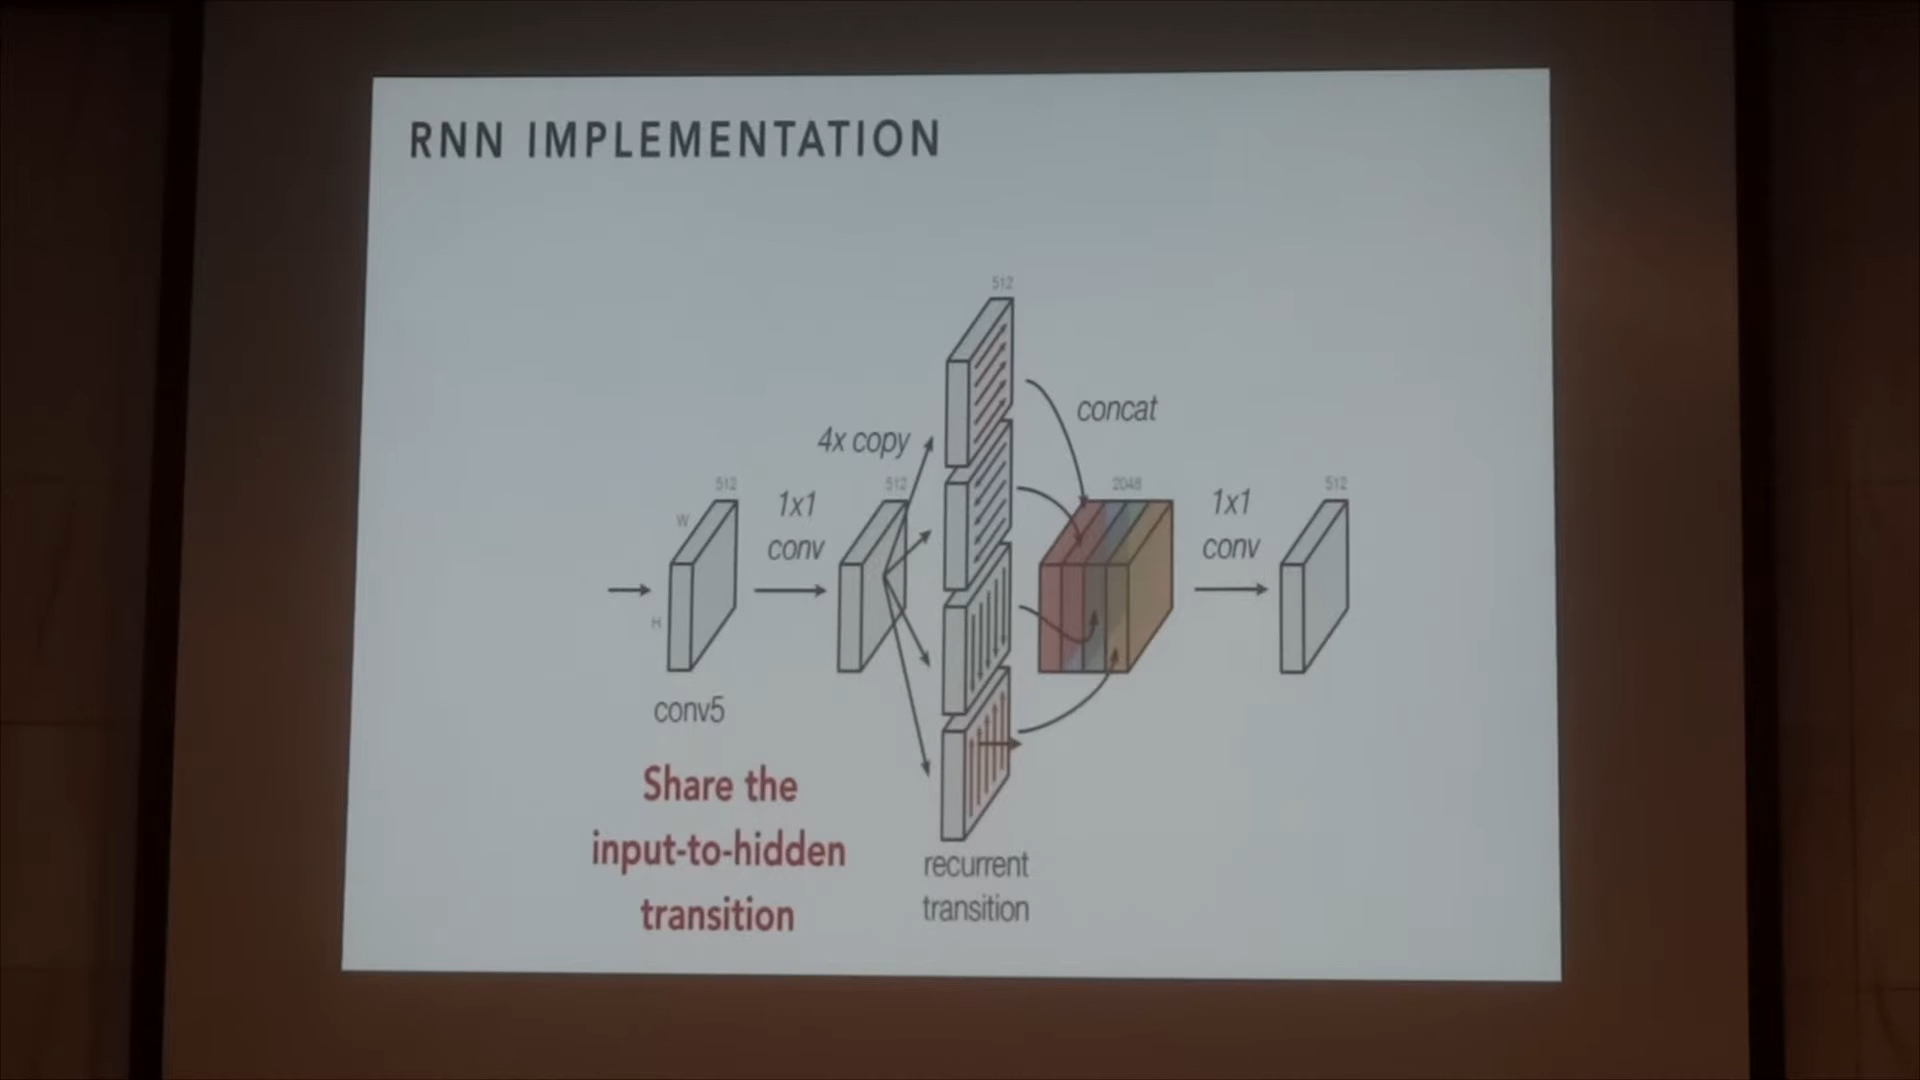 RNN IMPLEMENTATION
512
4x copy
concat
512
W
1x1
conv
512
2048
1x1
conv
512
H
conv5
Share the
input-to-hidden
transition
recurrent
transition